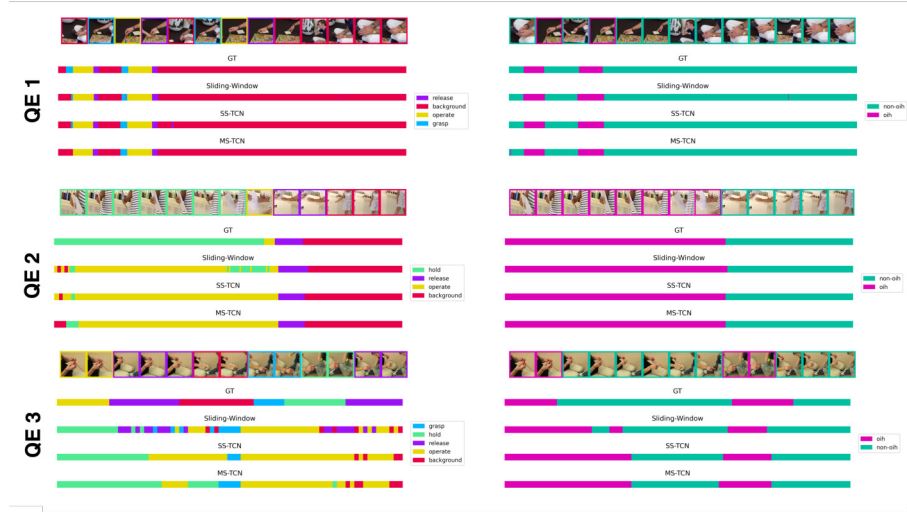 QE 1
GT
Sliding-Window
SS-TCN
MS-TCN
release
background
operate
grasp
GT
Sliding-Window
SS-TCN
MS-TCN
non-oih
oih
QE 2
GT
Sliding-Window
SS-TCN
MS-TCN
hold
release
operate
background
GT
Sliding-Window
SS-TCN
MS-TCN
non-oih
oih
QE 3
GT
Sliding-Window
SS-TCN
MS-TCN
grasp
hold
release
operate
background
GT
Sliding-Window
SS-TCN
MS-TCN
oih
non-oih